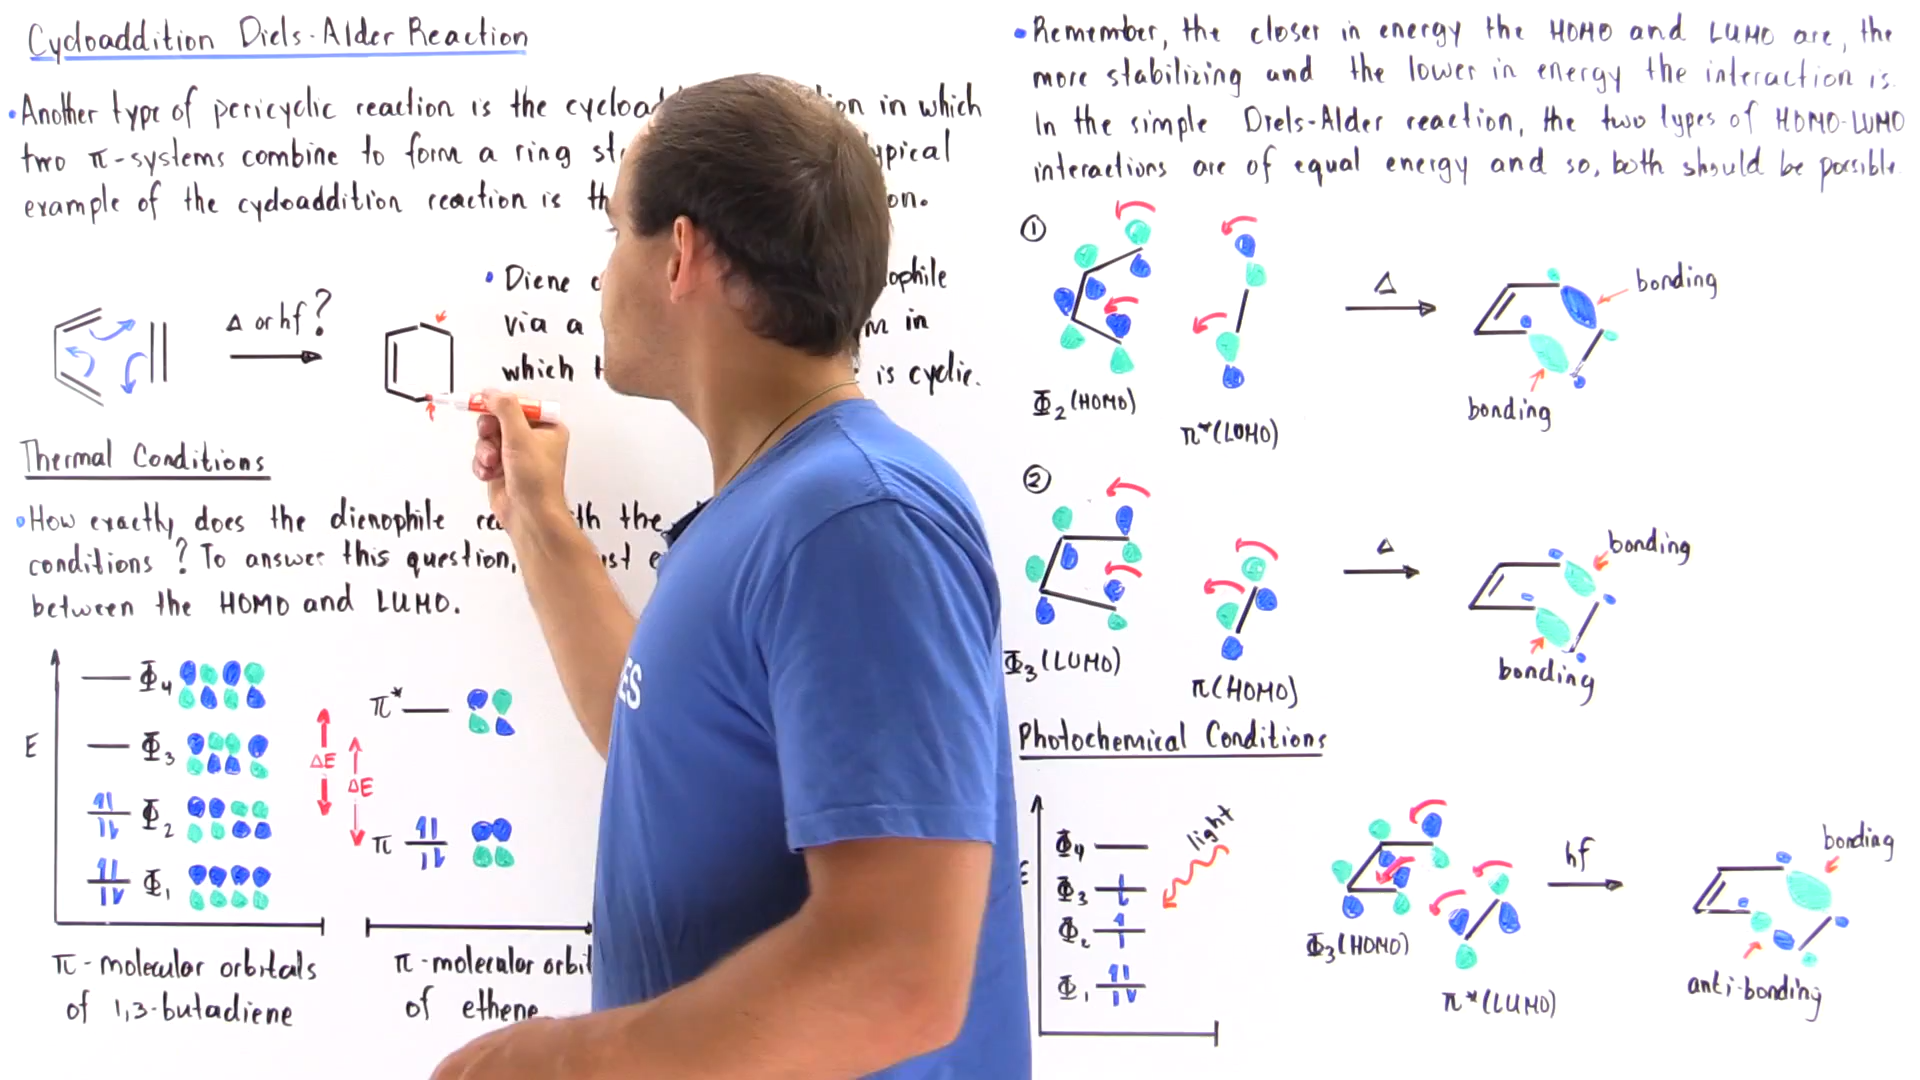 Cycloaddition Diels-Alder Reaction
• Another type of pericyclic reaction is the in which
two π-systems combine to form a ring
example of the cycloaddition reaction is
Δ or hf?
• Diene
via a in
which is cyclic.
Thermal Conditions
• How exactly does the dienophile the
conditions? To answer this question,
between the HOMO and LUMO.
E
Φ4
Φ3
Φ2
Φ1
ΔE
ΔE
π*
π
π-molecular orbitals
of 1,3-butadiene
π-molecular
of ethene
ES
• Remember, the closer in energy the HOMO and LUMO are, the
more stabilizing and the lower in energy the interaction is.
In the simple Diels-Alder reaction, the two types of HOMO-LUMO
interactions are of equal energy and so, both should be possible.
①
Φ2 (HOMO)
π* (LUMO)
Δ
bonding
bonding
②
Φ3 (LUMO)
π (HOMO)
Δ
bonding
bonding
Photochemical Conditions
E
Φ4
Φ3
Φ2
Φ1
light
Φ3 (HOMO)
π* (LUMO)
hf
bonding
anti-bonding